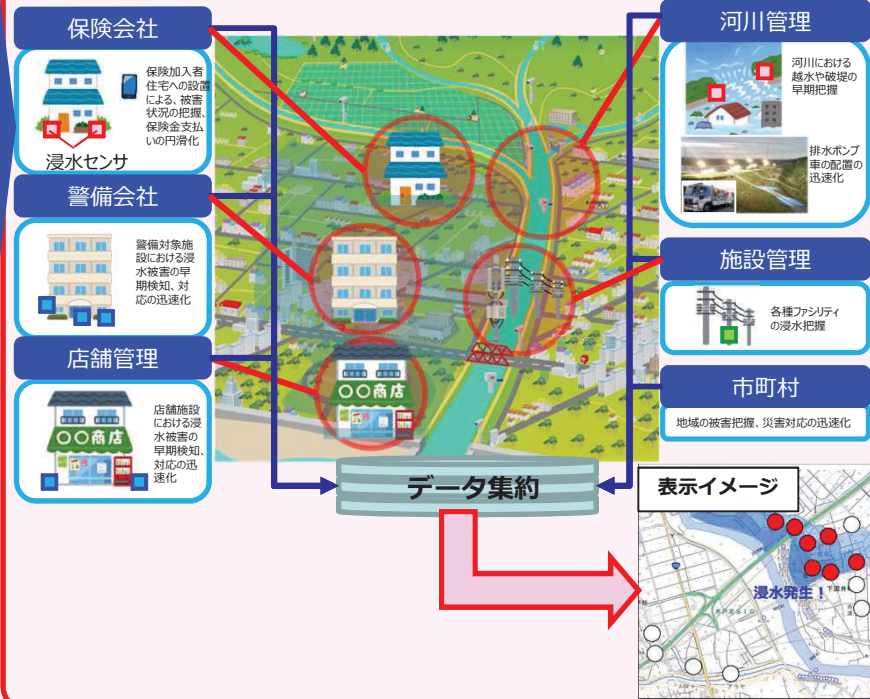 保険会社
保険加入者
住宅への設置
による、被害
状況の把握、
保険金支払
いの円滑化
浸水センサ
警備会社
警備対象施
設における浸
水被害の早
期検知、対
応の迅速化
店舗管理
〇〇商店
店舗施設
における浸
水被害の
早期検知、
対応の迅
速化
〇〇商店
データ集約
河川管理
河川における
越水や破堤の
早期把握
排水ポンプ
車の配置の
迅速化
施設管理
各種ファシリティ
の浸水把握
市町村
地域の被害把握、災害対応の迅速化
表示イメージ
浸水発生！